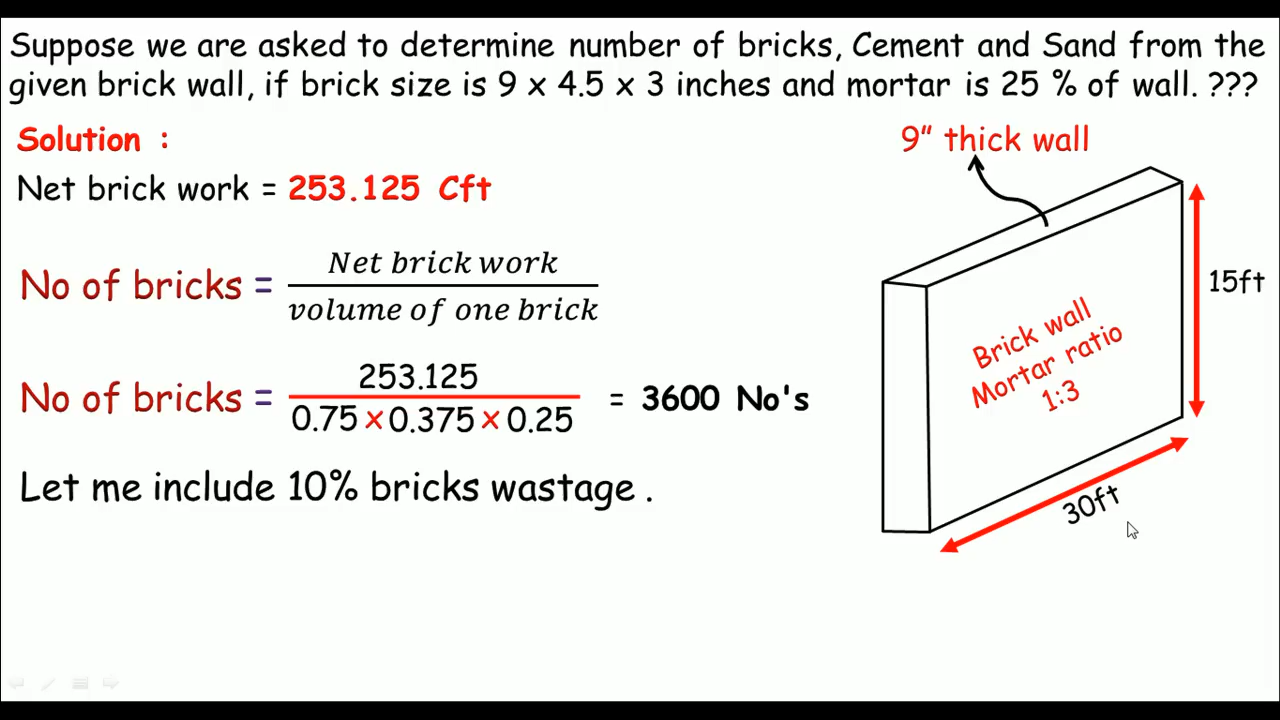 Suppose we are asked to determine number of bricks, Cement and Sand from the
given brick wall, if brick size is 9 x 4.5 x 3 inches and mortar is 25 % of wall. ???
Solution :
9” thick wall
Net brick work = 253.125 Cft
No of bricks = Net brick work
volume of one brick
15ft
Brick wall
Mortar ratio
1:3
No of bricks = 253.125
0.75 × 0.375 × 0.25 = 3600 No's
Let me include 10% bricks wastage .
30ft